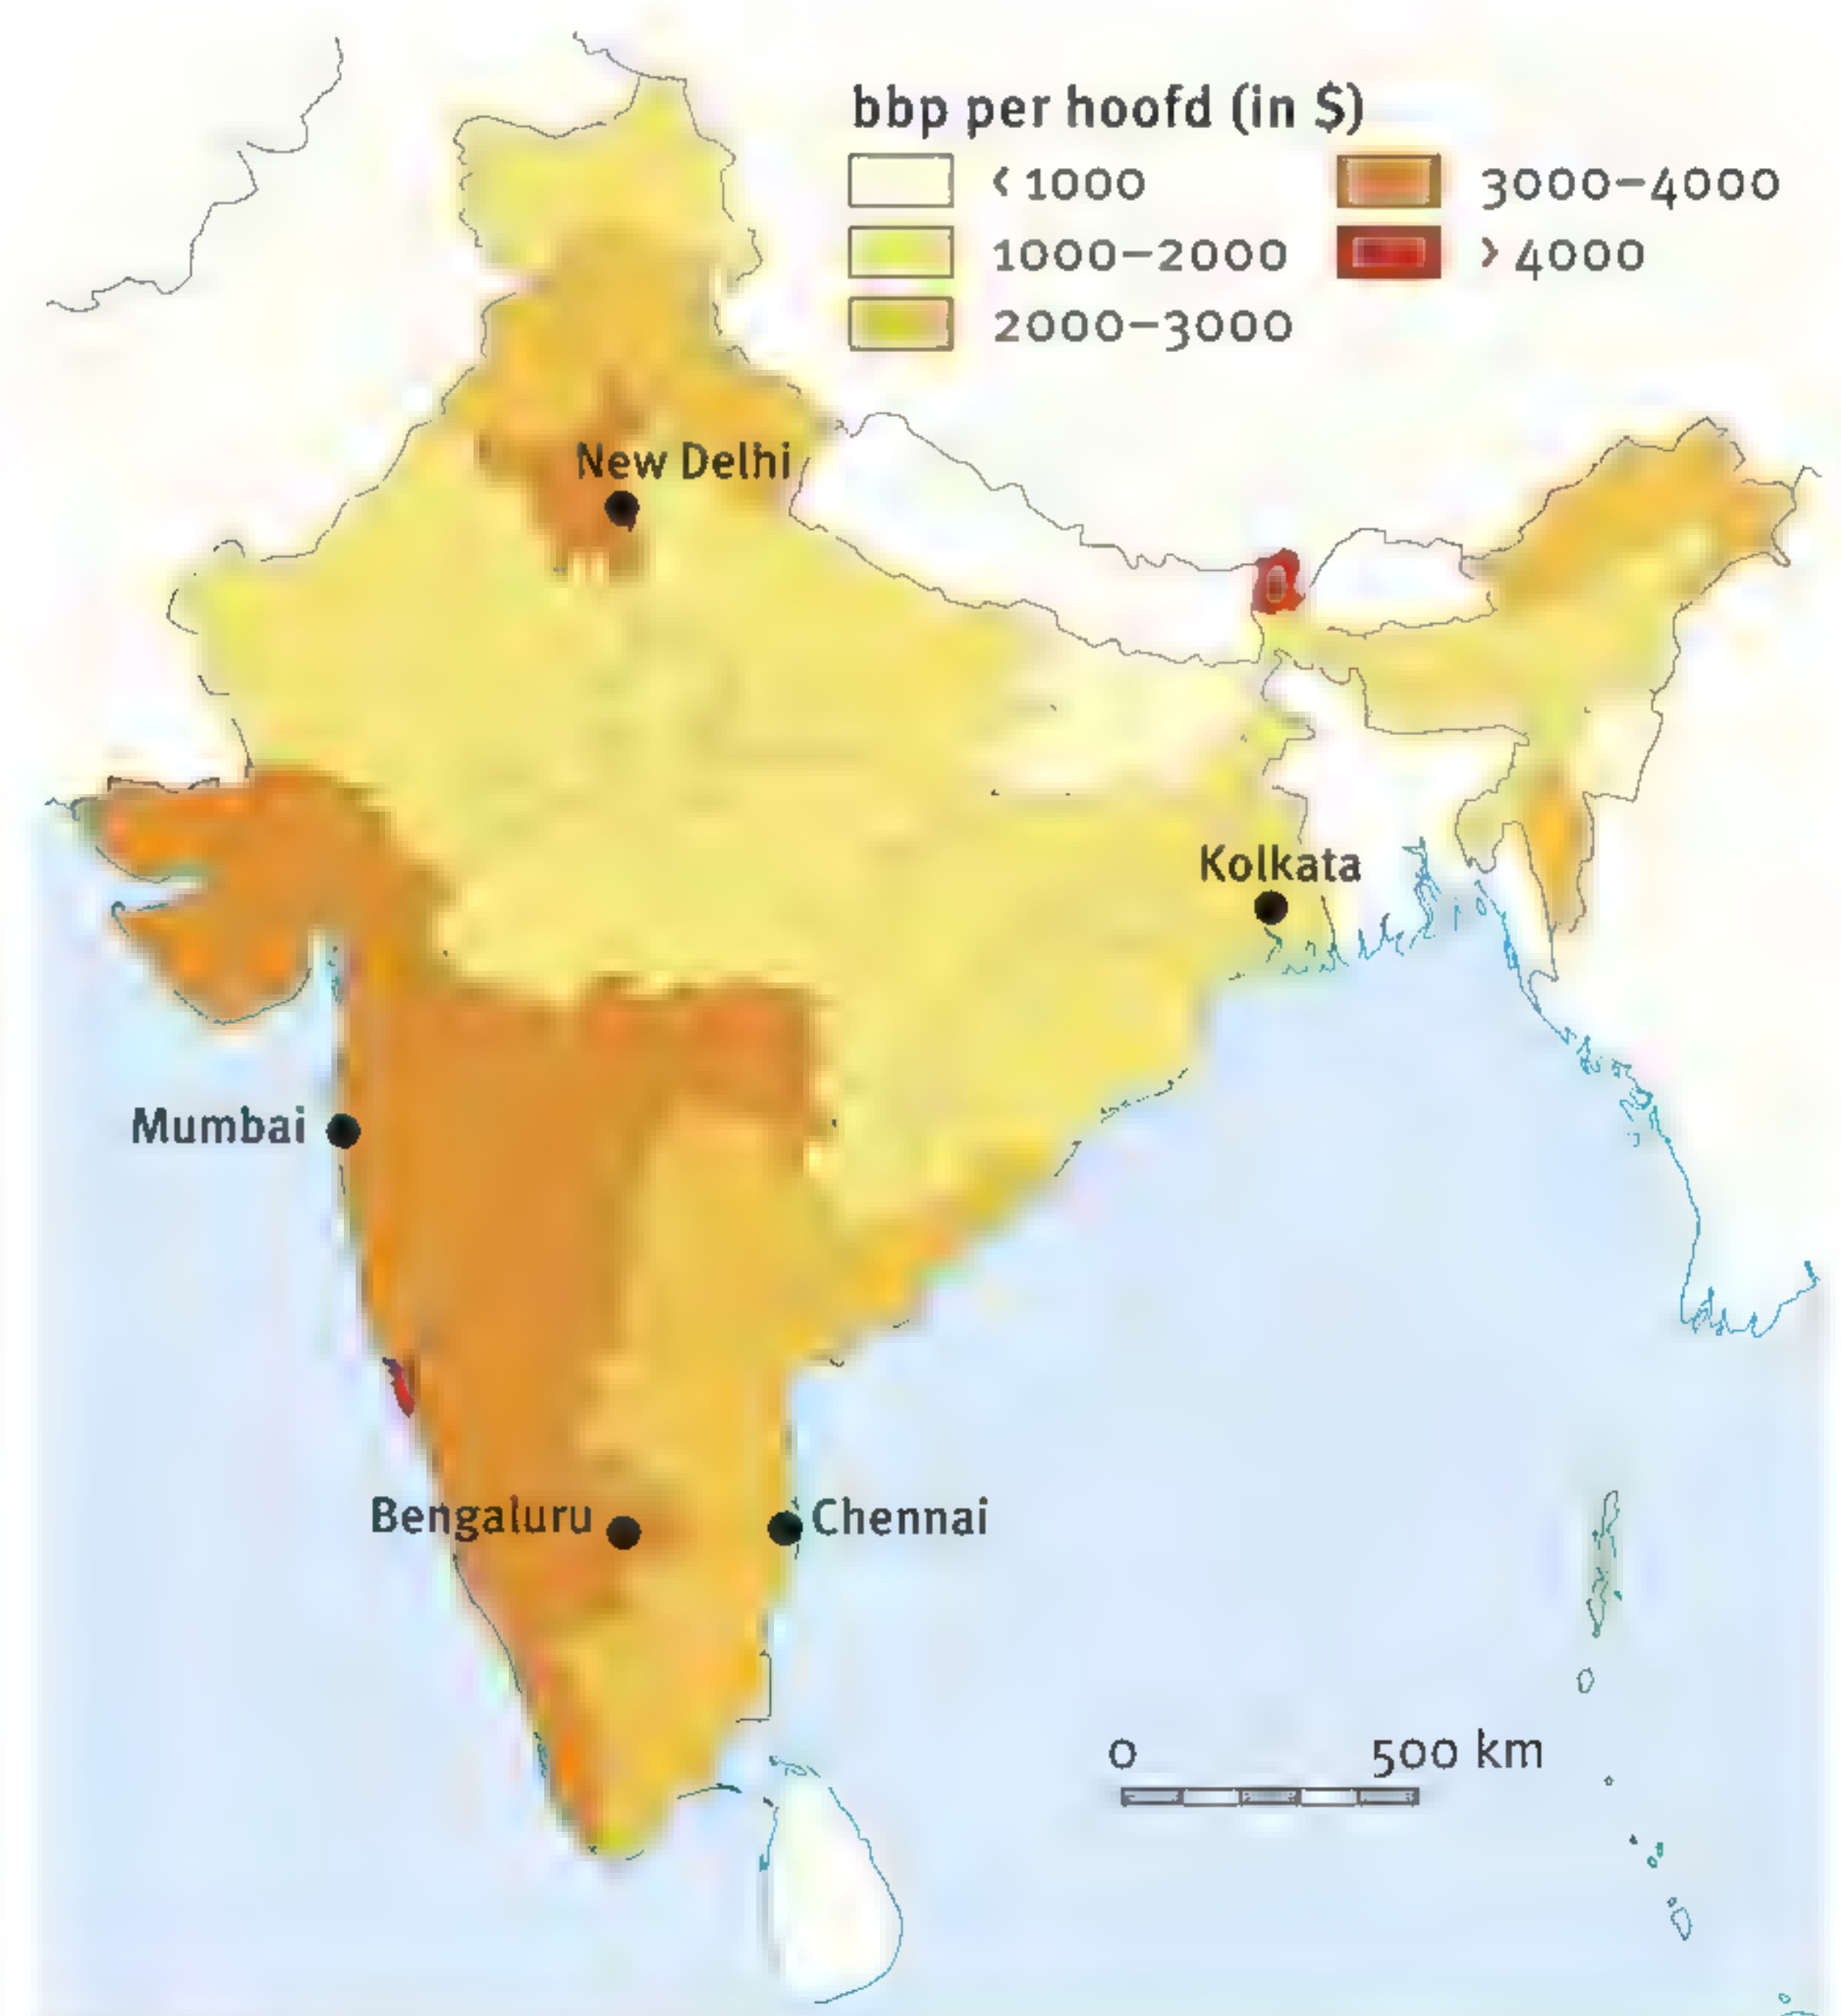 bbp per hoofd (in $)
< 1000
1000–2000
2000–3000
3000–4000
> 4000
New Delhi
Kolkata
Mumbai
Bengaluru
Chennai
0 500 km